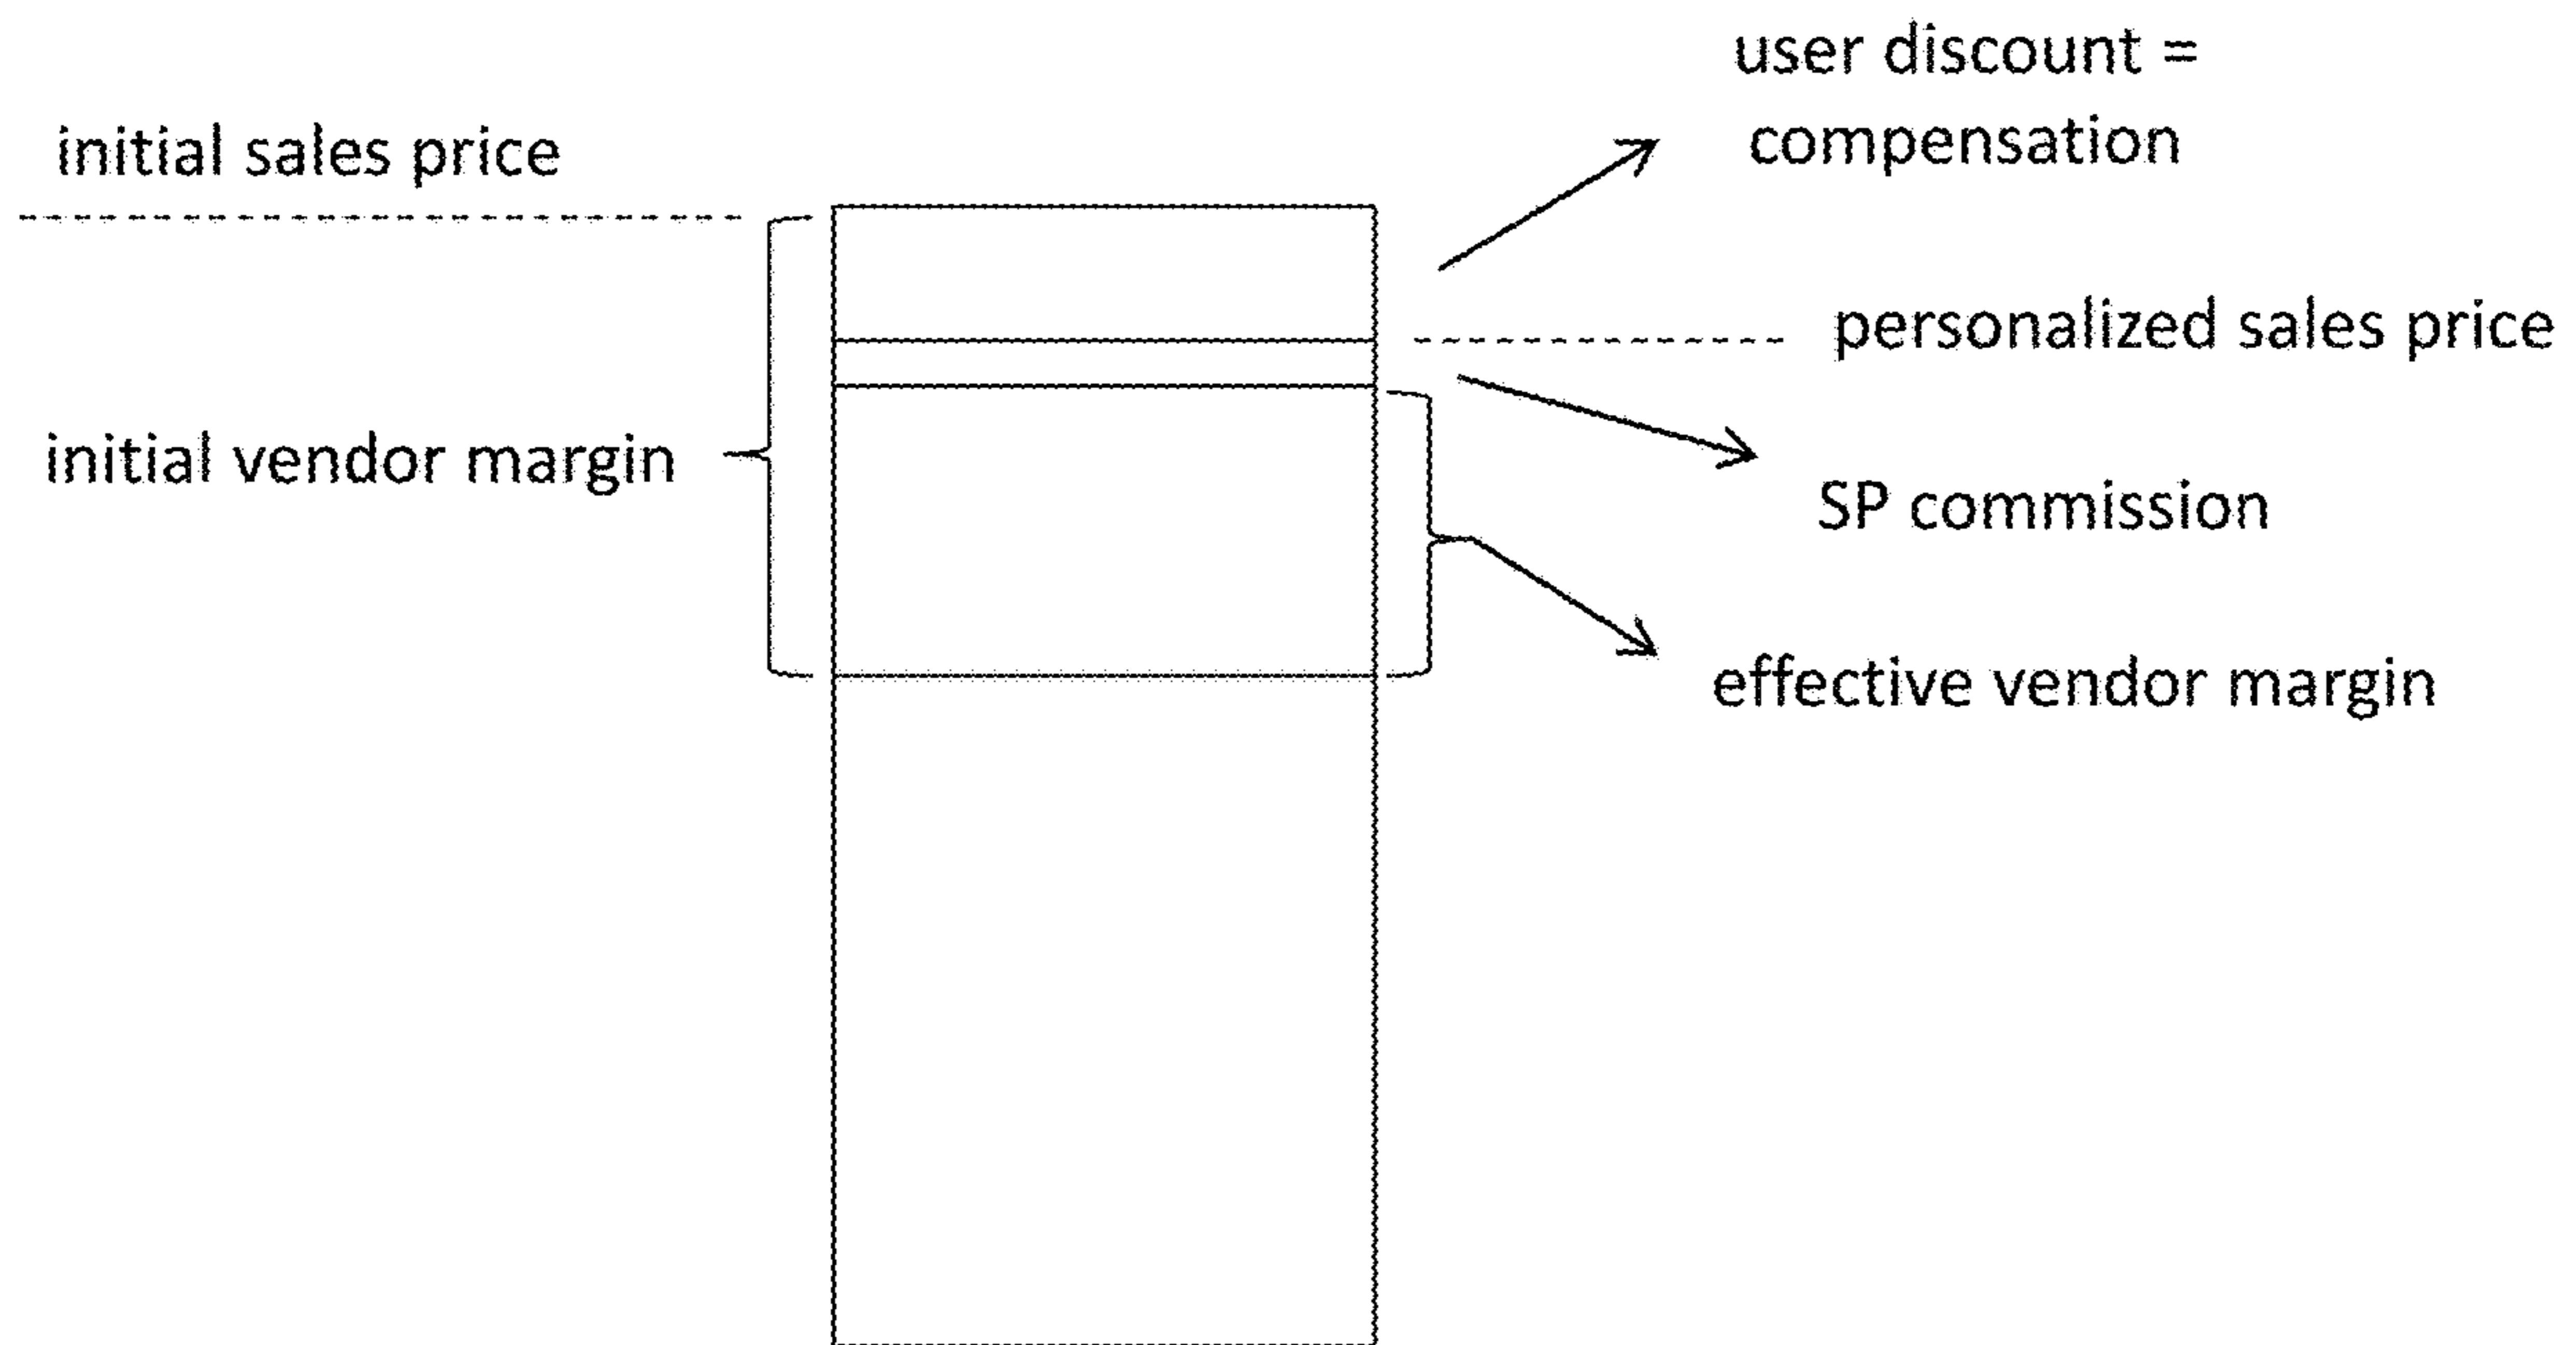 user discount =
compensation
initial sales price
personalized sales price
initial vendor margin
SP commission
effective vendor margin